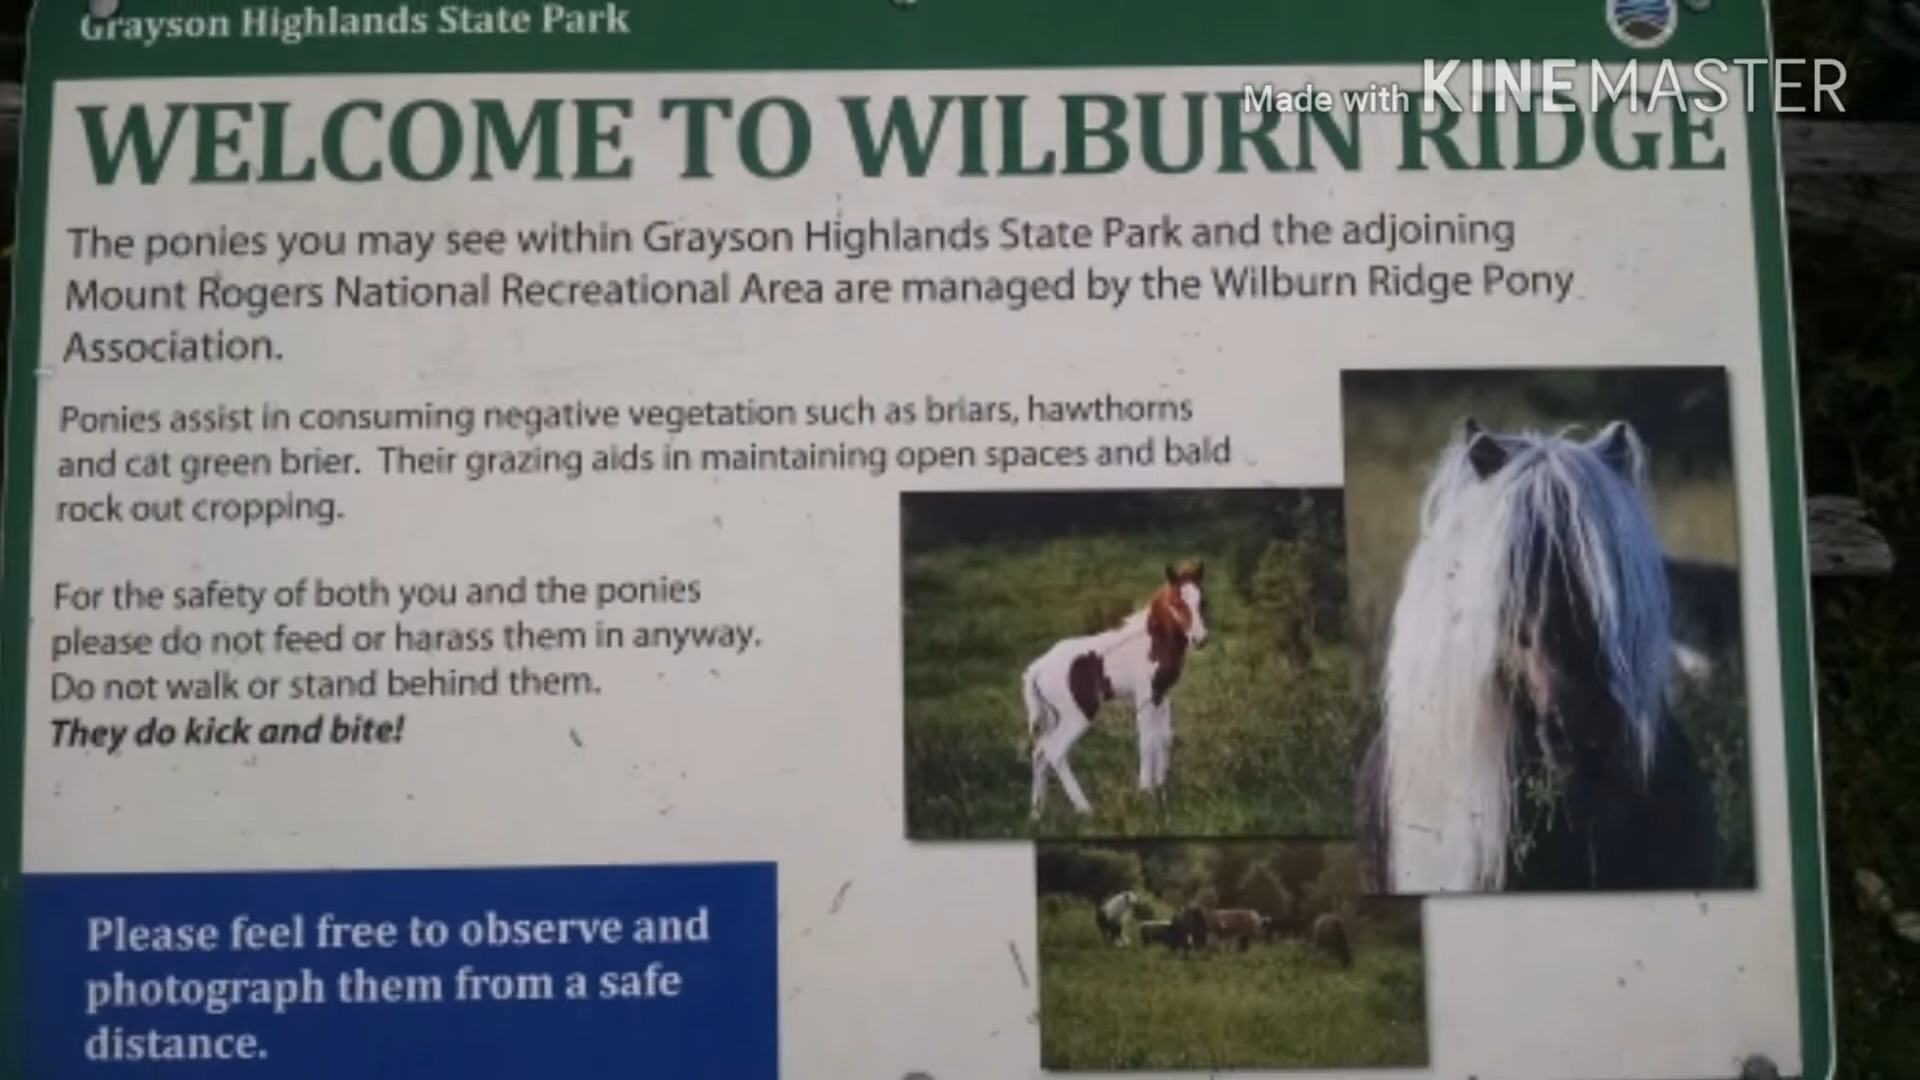 Grayson Highlands State Park
Made with KINEMASTER
WELCOME TO WILBURN RIDGE
The ponies you may see within Grayson Highlands State Park and the adjoining
Mount Rogers National Recreational Area are managed by the Wilburn Ridge Pony
Association.
Ponies assist in consuming negative vegetation such as briars, hawthorns
and cat green brier. Their grazing aids in maintaining open spaces and bald
rock out cropping.
For the safety of both you and the ponies
please do not feed or harass them in anyway.
Do not walk or stand behind them.
They do kick and bite!
Please feel free to observe and
photograph them from a safe
distance.